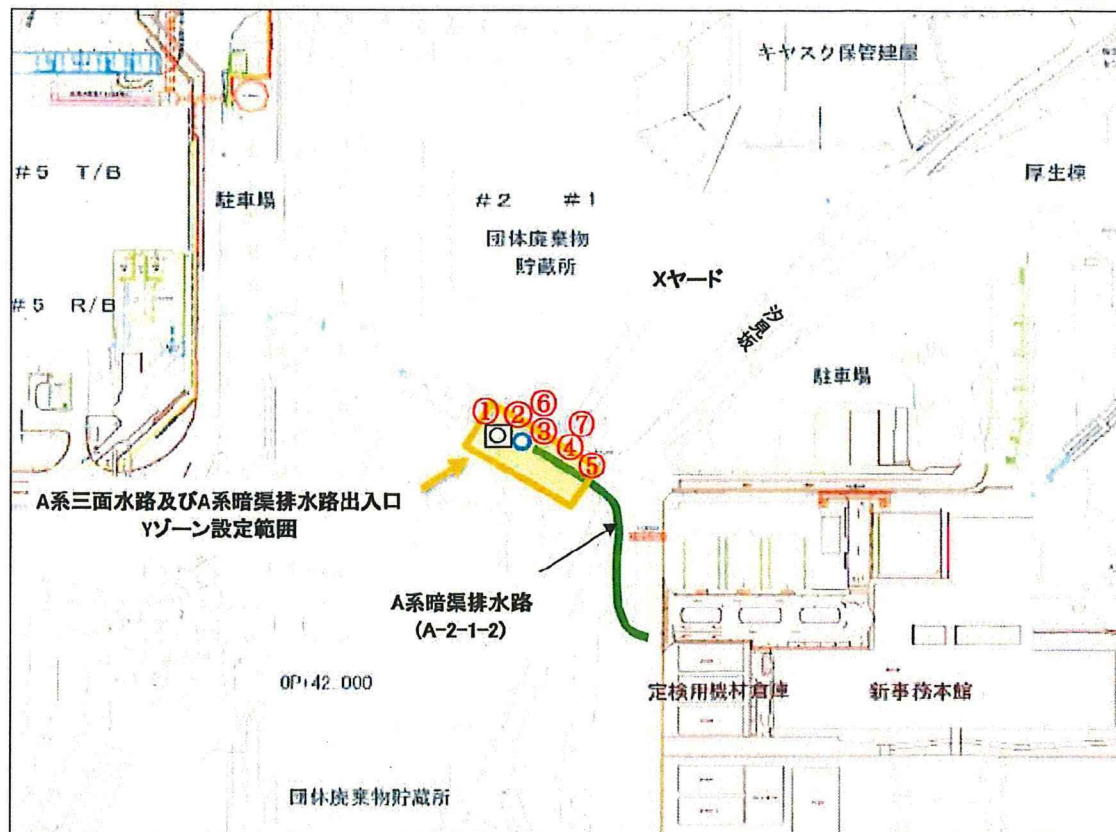 キャスク保管建屋
#5 T/B
駐車場
厚生棟
#2 #1
団体廃棄物
貯蔵所
Xヤード
#5 R/B
汐見坂
駐車場
① ② ⑥
③ ④ ⑦
⑤
A系三面水路及びA系暗渠排水路出入口
Yゾーン設定範囲
A系暗渠排水路
(A-2-1-2)
OP+42.000
定検用機材倉庫
新事務本館
団体廃棄物貯蔵所